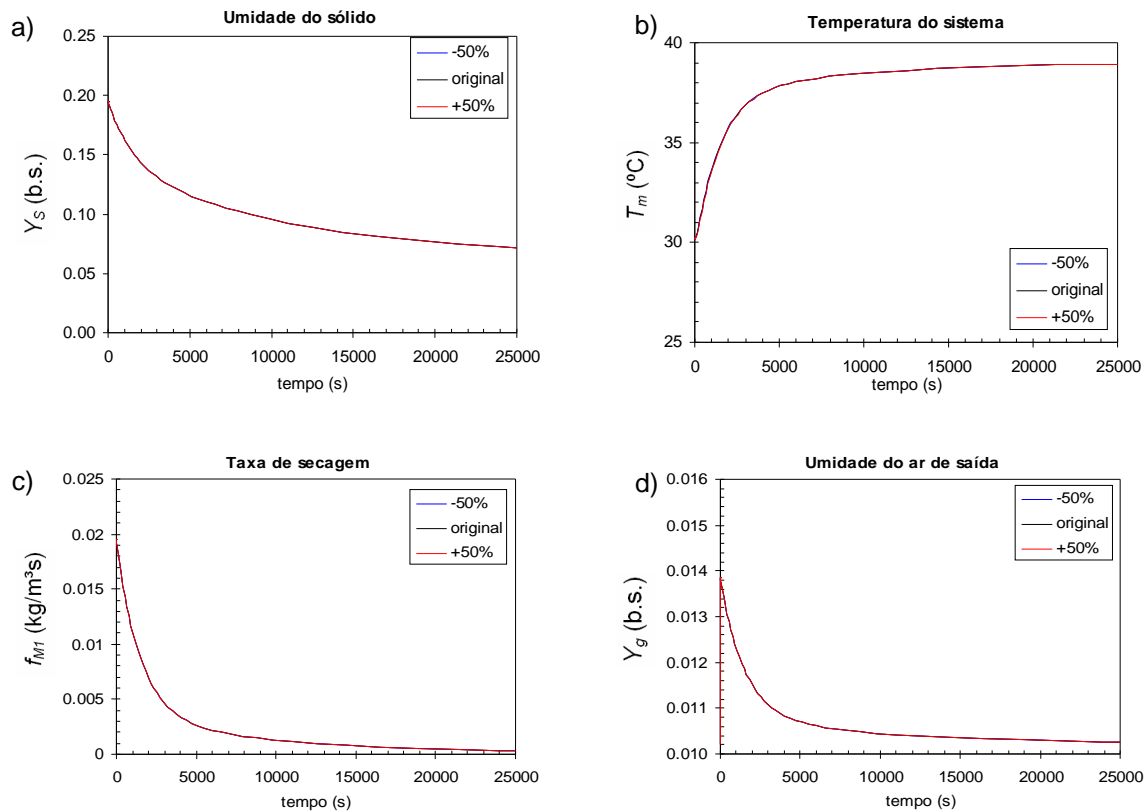 a)
Umidade do sólido
0.25
0.20
0.15
0.10
0.05
0.00
Y_S (b.s.)
-50%
original
+50%
0 5000 10000 15000 20000 25000
tempo (s)
b)
Temperatura do sistema
40
35
30
25
T_m (ºC)
-50%
original
+50%
0 5000 10000 15000 20000 25000
tempo (s)
c)
Taxa de secagem
0.025
0.02
0.015
0.01
0.005
0
f_M1 (kg/m³s)
-50%
original
+50%
0 5000 10000 15000 20000 25000
tempo (s)
d)
Umidade do ar de saída
0.016
0.015
0.014
0.013
0.012
0.011
0.010
Y_g (b.s.)
-50%
original
+50%
0 5000 10000 15000 20000 25000
tempo (s)